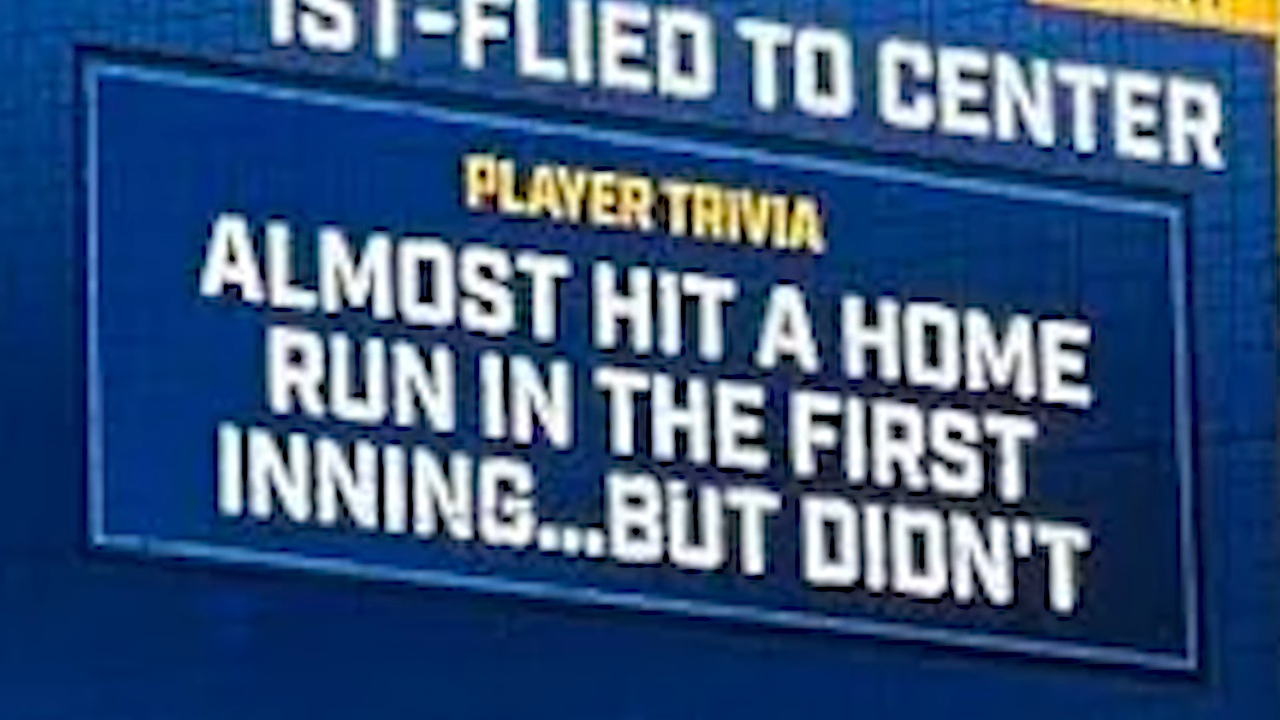 1ST-FLIED TO CENTER
PLAYER TRIVIA
ALMOST HIT A HOME
RUN IN THE FIRST
INNING...BUT DIDN'T